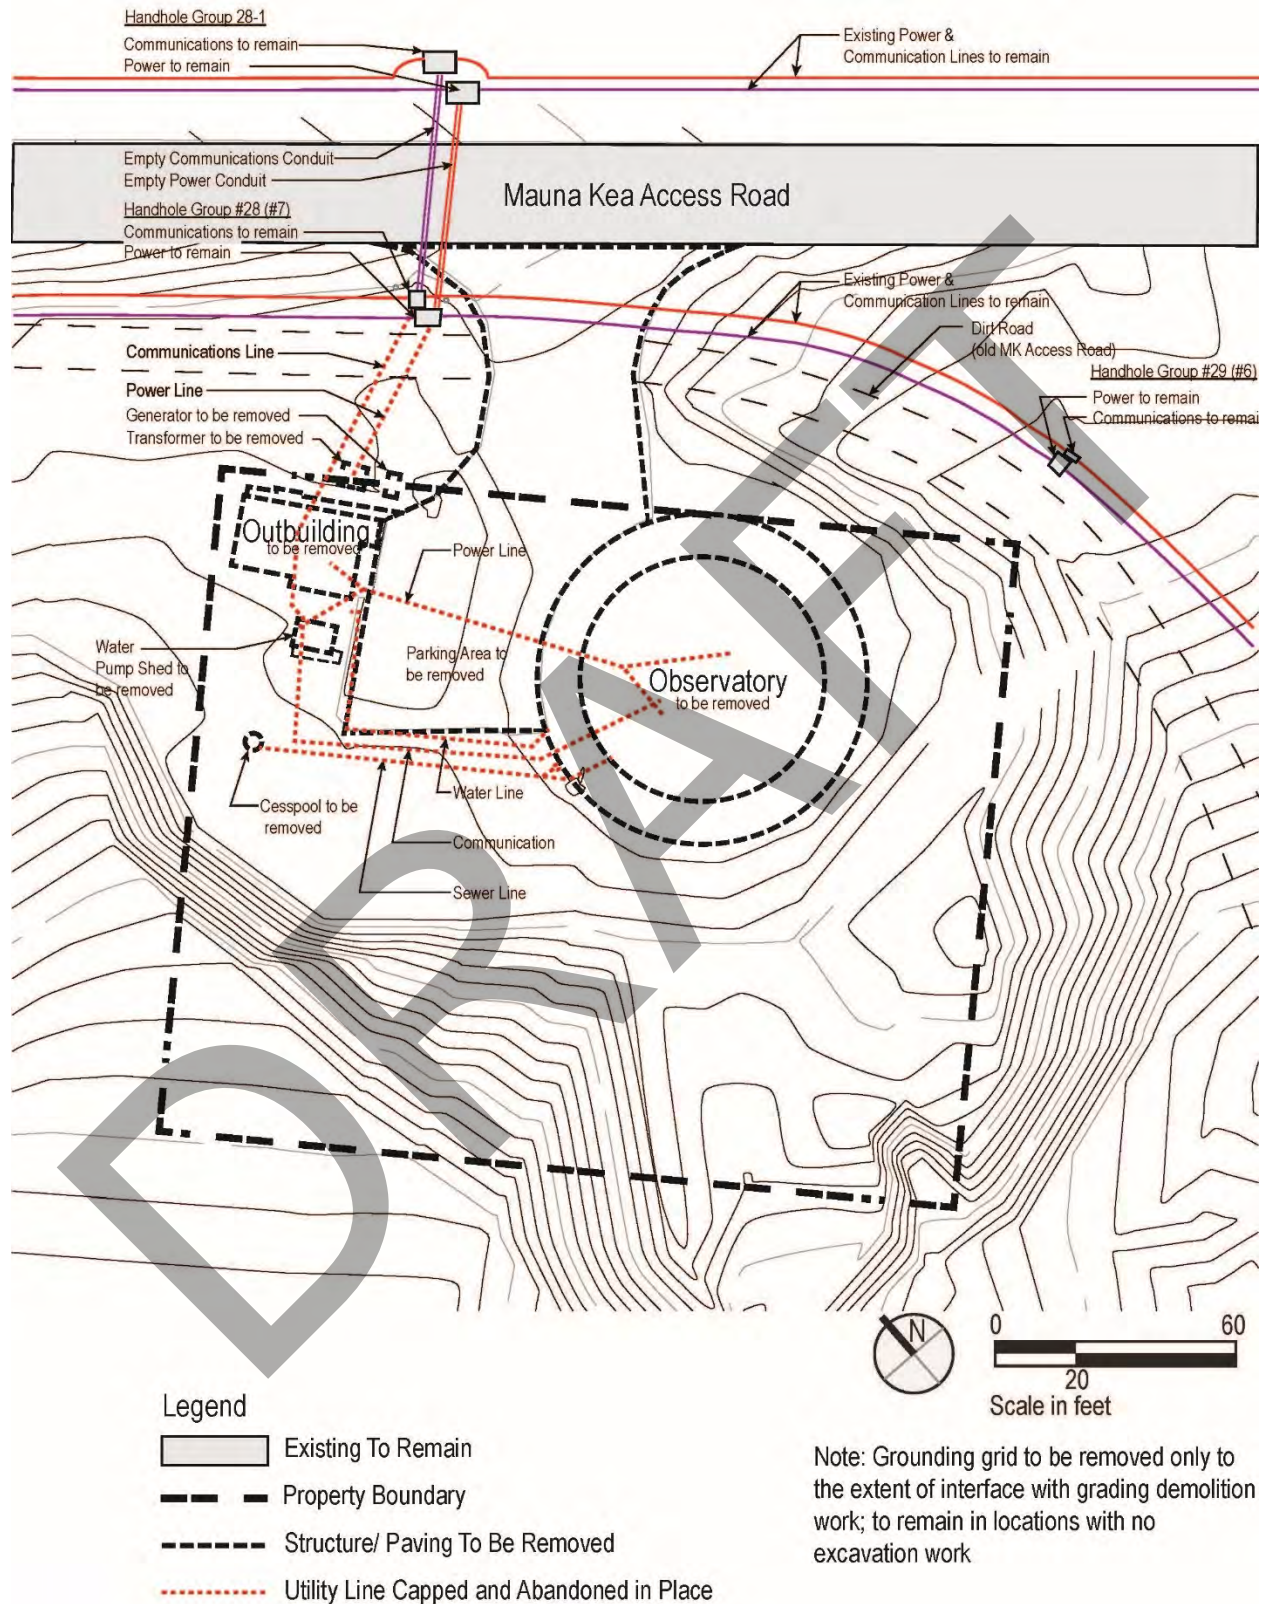 Handhole Group 28-1
Communications to remain
Power to remain
Existing Power &
Communication Lines to remain
Empty Communications Conduit
Empty Power Conduit
Mauna Kea Access Road
Handhole Group #28 (#7)
Communications to remain
Power to remain
Existing Power &
Communication Lines to remain
Dirt Road
(old MK Access Road)
Handhole Group #29 (#6)
Power to remain
Communications to remai
Communications Line
Power Line
Generator to be removed
Transformer to be removed
Outbuilding
to be removed
Power Line
Water
Pump Shed to
be removed
Parking Area to
be removed
Observatory
to be removed
Water Line
Cesspool to be
removed
Communication
Sewer Line
DRAFT
N
0 60
20
Scale in feet
Legend
Existing To Remain
Property Boundary
Structure/ Paving To Be Removed
Utility Line Capped and Abandoned in Place
Note: Grounding grid to be removed only to
the extent of interface with grading demolition
work; to remain in locations with no
excavation work